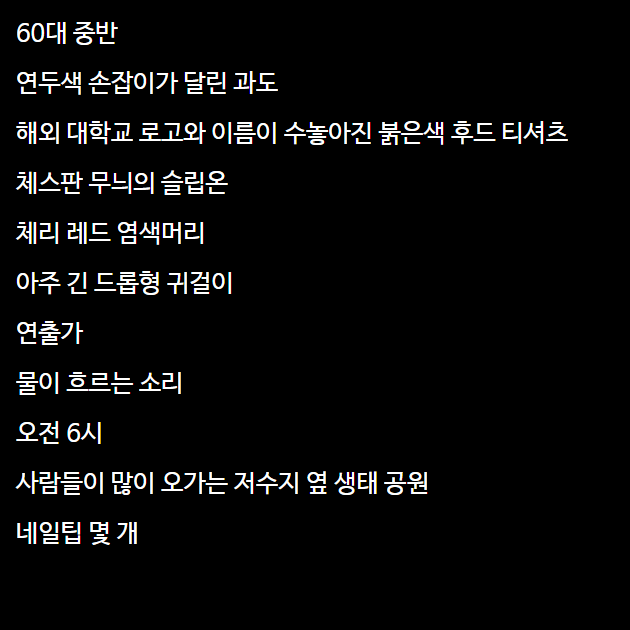 60대 중반
연두색 손잡이가 달린 과도
해외 대학교 로고와 이름이 수놓아진 붉은색 후드 티셔츠
체스판 무늬의 슬립온
체리 레드 염색머리
아주 긴 드롭형 귀걸이
연출가
물이 흐르는 소리
오전 6시
사람들이 많이 오가는 저수지 옆 생태 공원
네일팁 몇 개